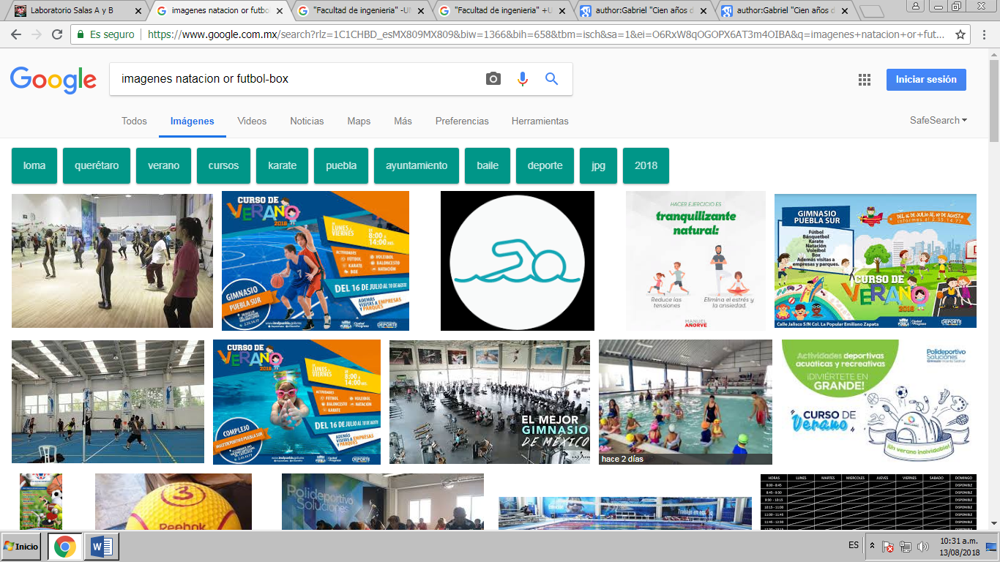 Laboratorio Salas A y B
imagenes natacion or futbo
"Facultad de ingenieria" -UN
"Facultad de ingenieria" +U
author:Gabriel "Cien años d
author:Gabriel "Cien años d
Es seguro
https://www.google.com.mx/search?rlz=1C1CHBD_esMX809MX809&biw=1366&bih=658&tbm=isch&sa=1&ei=O6RxW8qOGOPX6AT3m4OIBA&q=imagenes+natacion+or+fut...
Google
imagenes natacion or futbol-box
Iniciar sesión
Todos
Imágenes
Videos
Noticias
Maps
Más
Preferencias
Herramientas
SafeSearch
loma
querétaro
verano
cursos
karate
puebla
ayuntamiento
baile
deporte
jpg
2018
CURSO DE
VERANO
2018
LUNES A
VIERNES
DE
8:00 a
14:00 HRS.
ACTIVIDADES
FÚTBOL
VOLEIBOL
KARATE
BALONCESTO
BOX
NATACIÓN
DEL 16 DE JULIO AL 10 DE AGOSTO
ADEMÁS
VISITAS A EMPRESAS
Y PARQUES
GIMNASIO
PUEBLA SUR
HACER EJERCICIO ES
tranquilizante
natural:
Reduce las
tensiones
Elimina el estrés y
la ansiedad.
MANUEL
AÑORVE
GIMNASIO
PUEBLA SUR
Fútbol
Básquetbol
Karate
Natación
Voleibol
Box
Además visitas a
empresas y parques.
DEL 16 DE JULIO AL 10 DE AGOSTO
CURSO DE
VERANO
2018
Calle Jalisco S/N Col. La Popular Emiliano Zapata
CURSO DE
VERANO
2018
LUNES A
VIERNES
DE
8:00 a
14:00 HRS.
ACTIVIDADES
FÚTBOL
VOLEIBOL
BALONCESTO
NATACIÓN
KARATE
DEL 16 DE JULIO AL 10 DE AGOSTO
ADEMÁS
VISITAS A EMPRESAS
Y PARQUES
COMPLEJO
EL MEJOR
GIMNASIO
DE MÉXICO
hace 2 días
Actividades deportivas
acuáticas y recreativas
¡DIVIÉRTETE EN
GRANDE!
Polideportivo
Soluciones
CURSO DE
Verano
¡Un verano inolvidable!
3
Reebok
Polideportivo
Soluciones
HORAS LUNES MARTES MIERCOLES JUEVES VIERNES SABADO DOMINGO
8:00 - 8:45 DISPONIBLE
8:45 - 9:30 DISPONIBLE
9:30 - 10:15 DISPONIBLE
10:15 - 11:00 DISPONIBLE
11:00 - 11:45 DISPONIBLE
11:45 - 12:30 DISPONIBLE
Inicio
ES
10:31 a.m.
13/08/2018